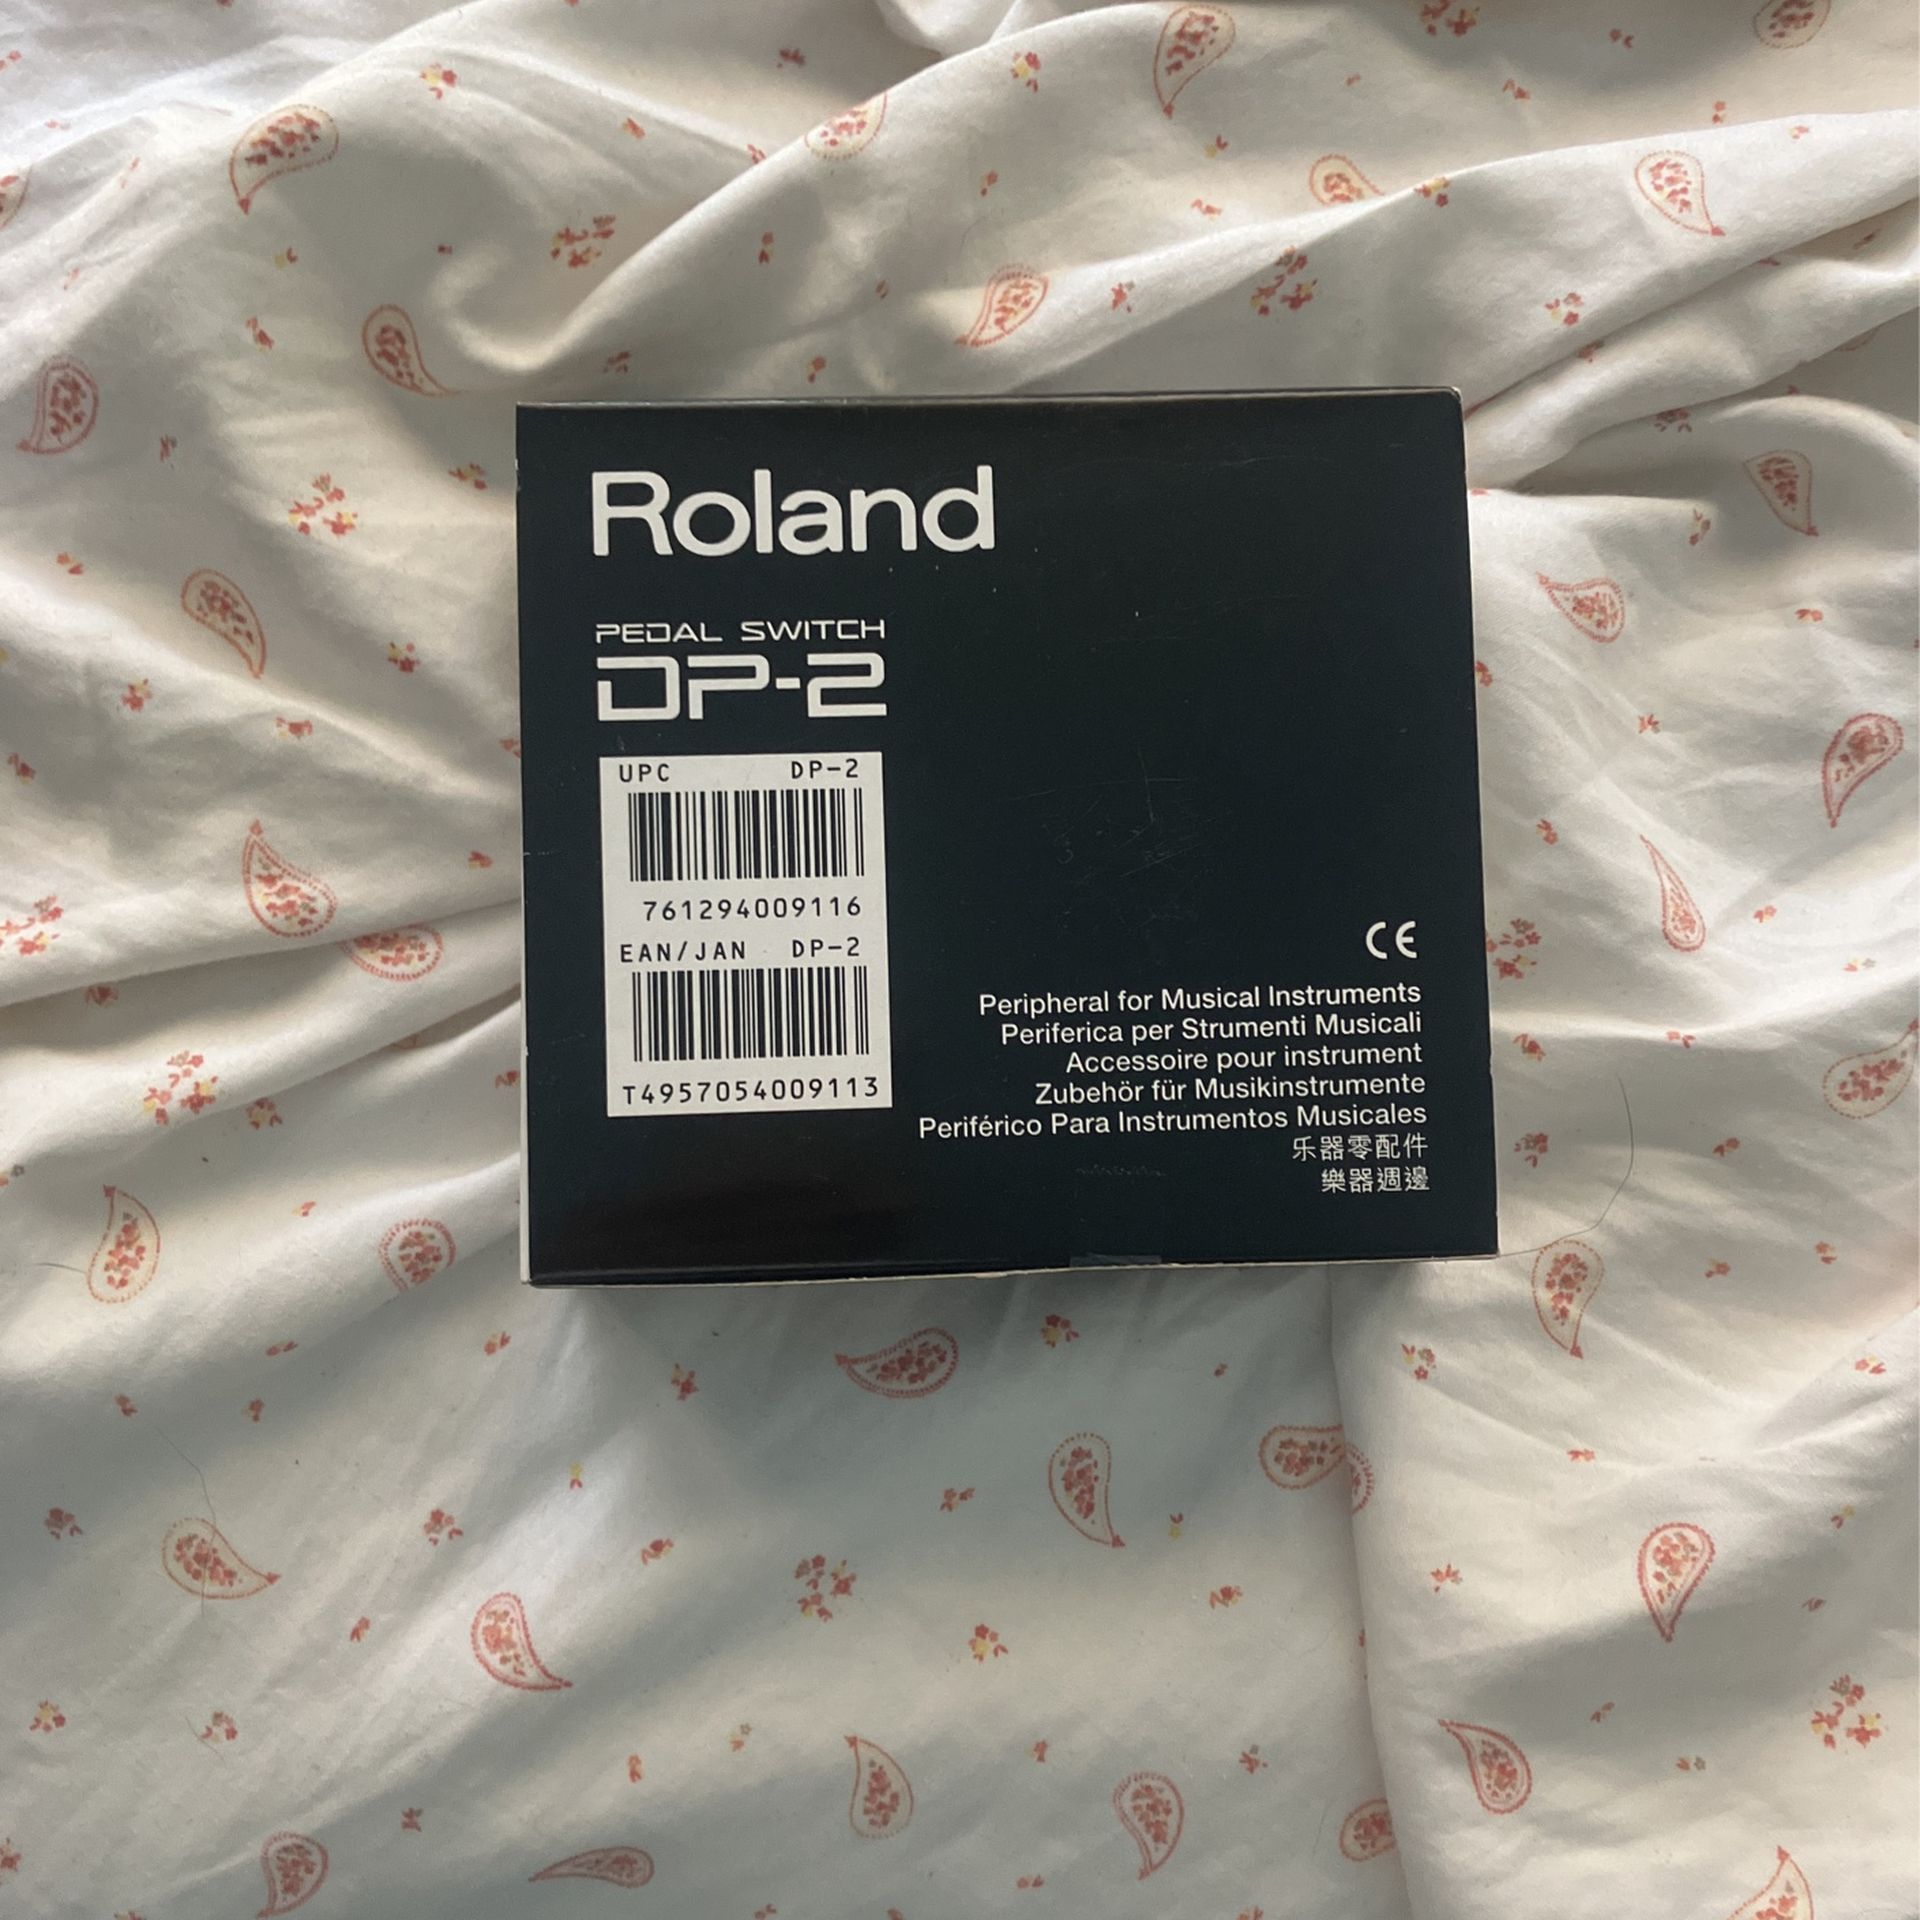 Roland
PEDAL SWITCH
DP-2
UPC DP-2
761294009116
EAN/JAN DP-2
T4957054009113
CE
Peripheral for Musical Instruments
Periferica per Strumenti Musicali
Accessoire pour instrument
Zubehör für Musikinstrumente
Periférico Para Instrumentos Musicales
乐器零配件
樂器週邊